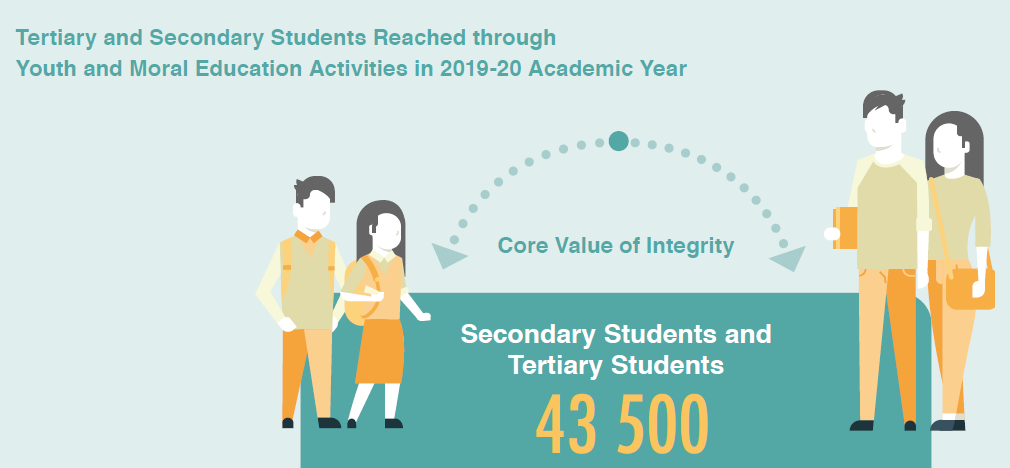 Tertiary and Secondary Students Reached through
Youth and Moral Education Activities in 2019-20 Academic Year
Core Value of Integrity
Secondary Students and
Tertiary Students
43 500